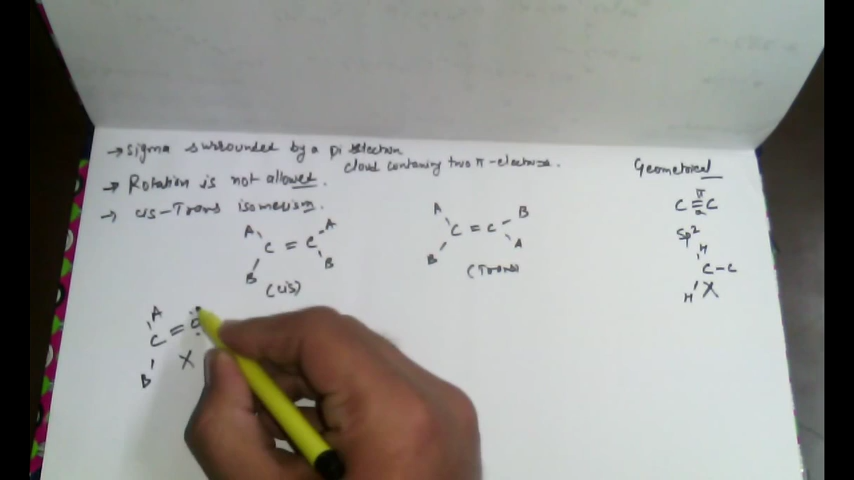 → Sigma surrounded by a Pi electron
cloud containing two π-electrons.
→ Rotation is not allowed.
→ cis-Trans isomerism.
A A
C = C
B B
(cis)
A B
C = C
B A
(Trans)
Geometrical
π
C = C
σ
Sp²
H
C-C
H X
A
C = O
B X